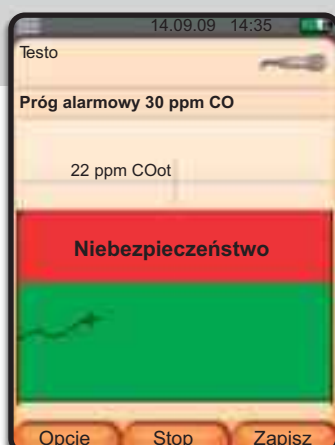 14.09.09 14:35
Testo
Próg alarmowy 30 ppm CO
22 ppm COot
Niebezpieczeństwo
Opcje Stop Zapisz